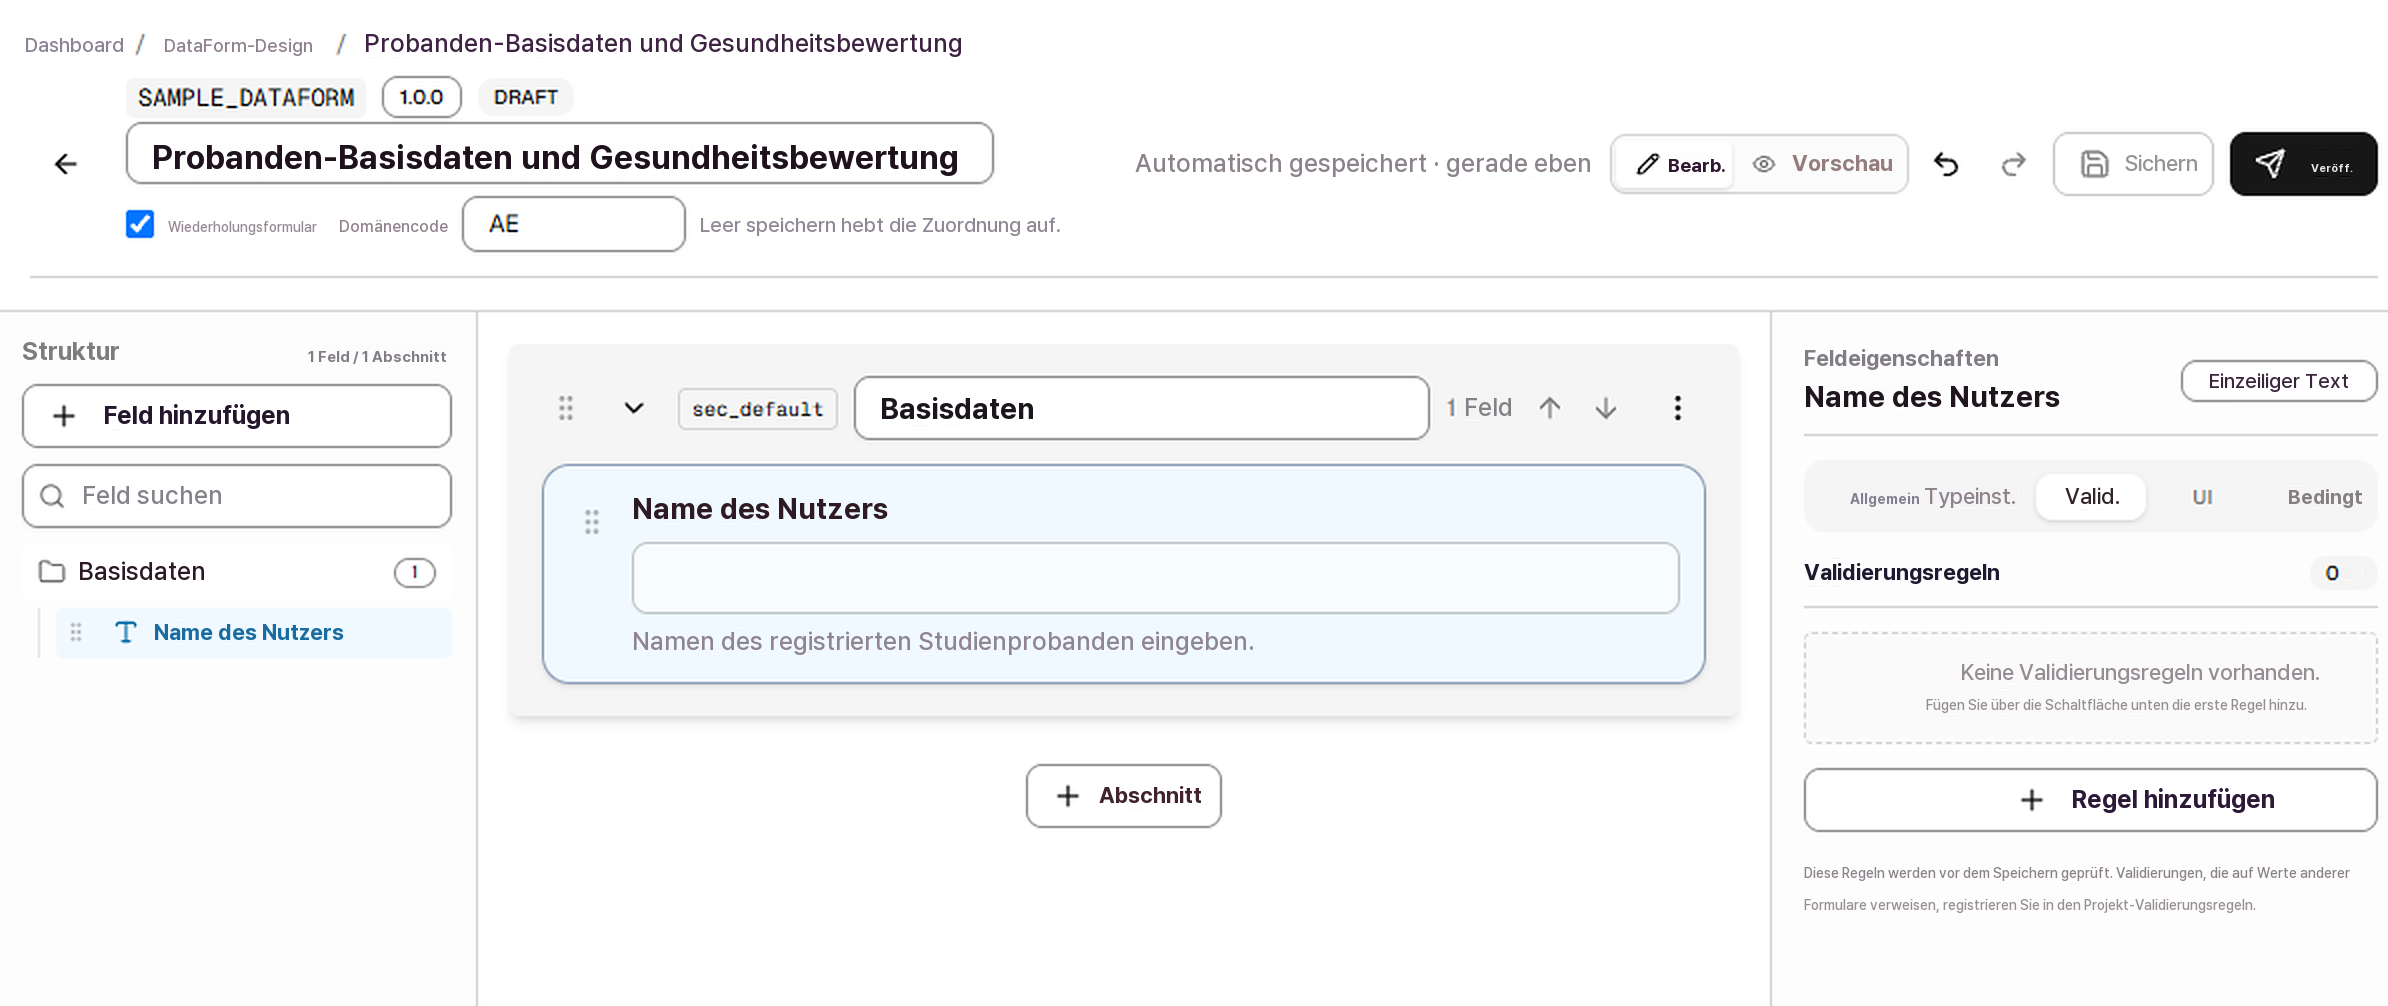 Dashboard / DataForm-Design / Probanden-Basisdaten und Gesundheitsbewertung
SAMPLE_DATAFORM 1.0.0 DRAFT
Probanden-Basisdaten und Gesundheitsbewertung
Automatisch gespeichert · gerade eben
Bearb. Vorschau Sichern Veröff.
Wiederholungsformular Domänencode AE Leer speichern hebt die Zuordnung auf.
Struktur 1 Feld / 1 Abschnitt
+ Feld hinzufügen
Feld suchen
Basisdaten 1
Name des Nutzers
sec_default Basisdaten 1 Feld
Name des Nutzers
Namen des registrierten Studienprobanden eingeben.
+ Abschnitt
Feldeigenschaften
Name des Nutzers Einzeiliger Text
Allgemein Typeinst. Valid. UI Bedingt
Validierungsregeln 0
Keine Validierungsregeln vorhanden.
Fügen Sie über die Schaltfläche unten die erste Regel hinzu.
+ Regel hinzufügen
Diese Regeln werden vor dem Speichern geprüft. Validierungen, die auf Werte anderer
Formulare verweisen, registrieren Sie in den Projekt-Validierungsregeln.